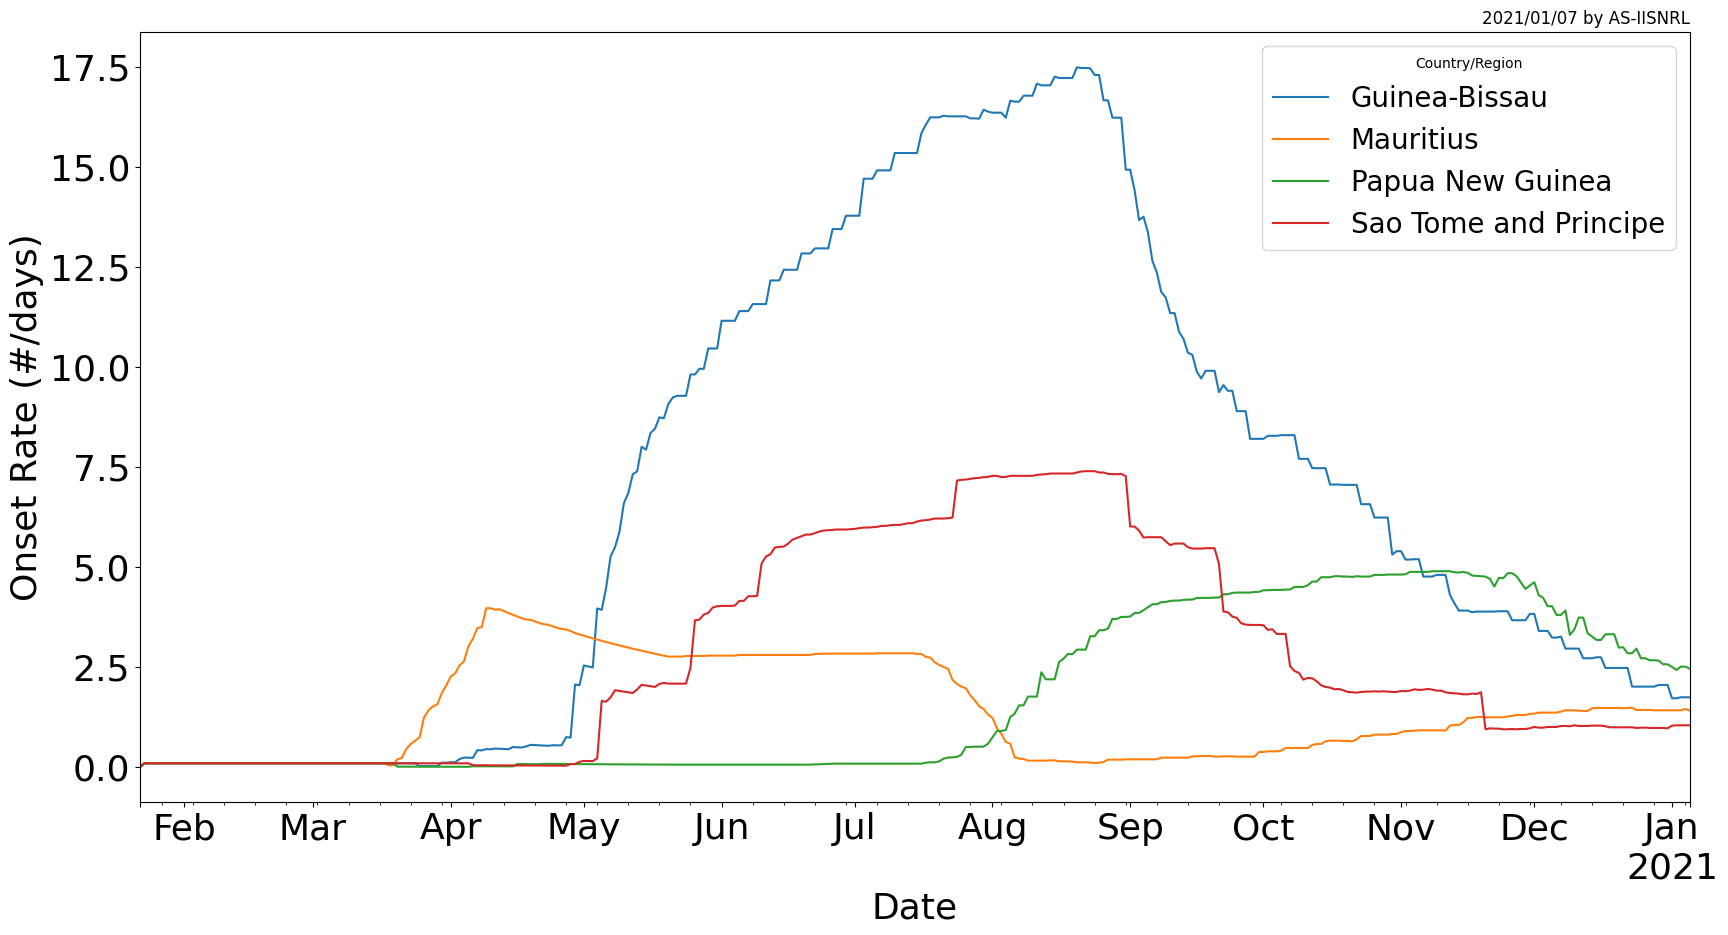 2021/01/07 by AS-IISNRL
Country/Region
Guinea-Bissau
Mauritius
Papua New Guinea
Sao Tome and Principe
Onset Rate (#/days)
17.5
15.0
12.5
10.0
7.5
5.0
2.5
0.0
Feb Mar Apr May Jun Jul Aug Sep Oct Nov Dec Jan
2021
Date